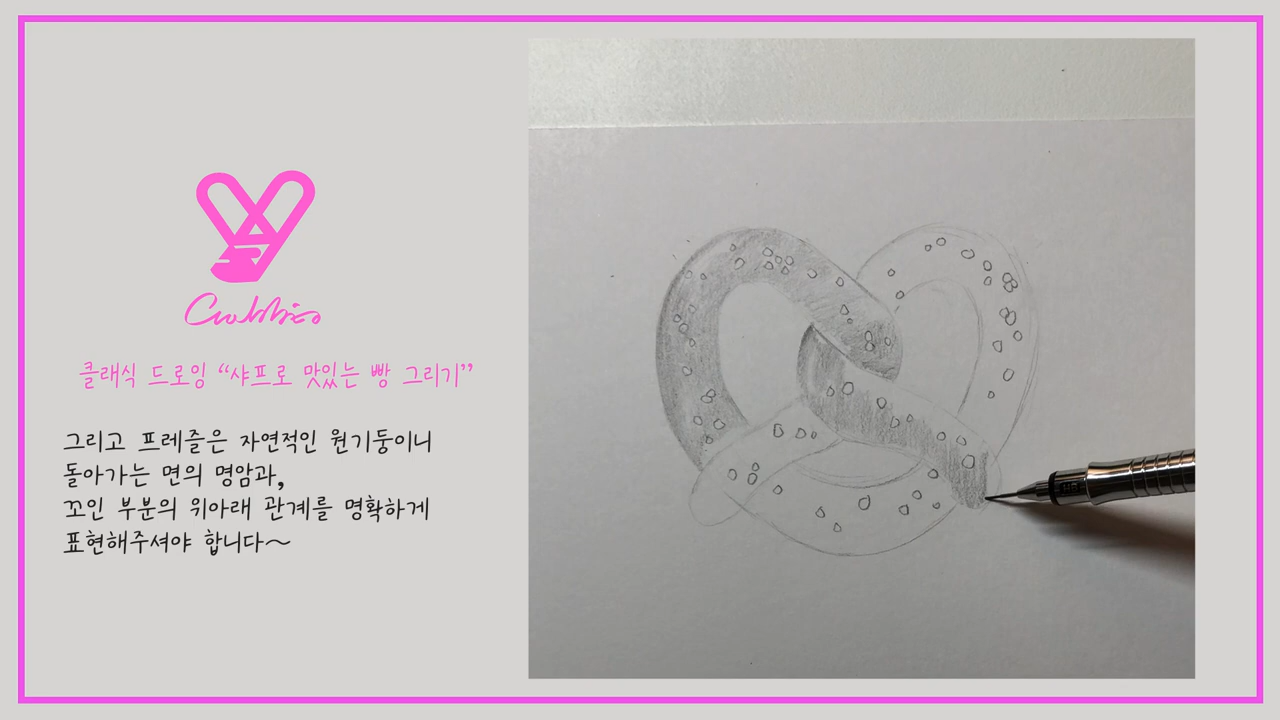 클래식 드로잉 “샤프로 맛있는 빵 그리기”
그리고 프레즐은 자연적인 원기둥이니
돌아가는 면의 명암과,
꼬인 부분의 위아래 관계를 명확하게
표현해주셔야 합니다~